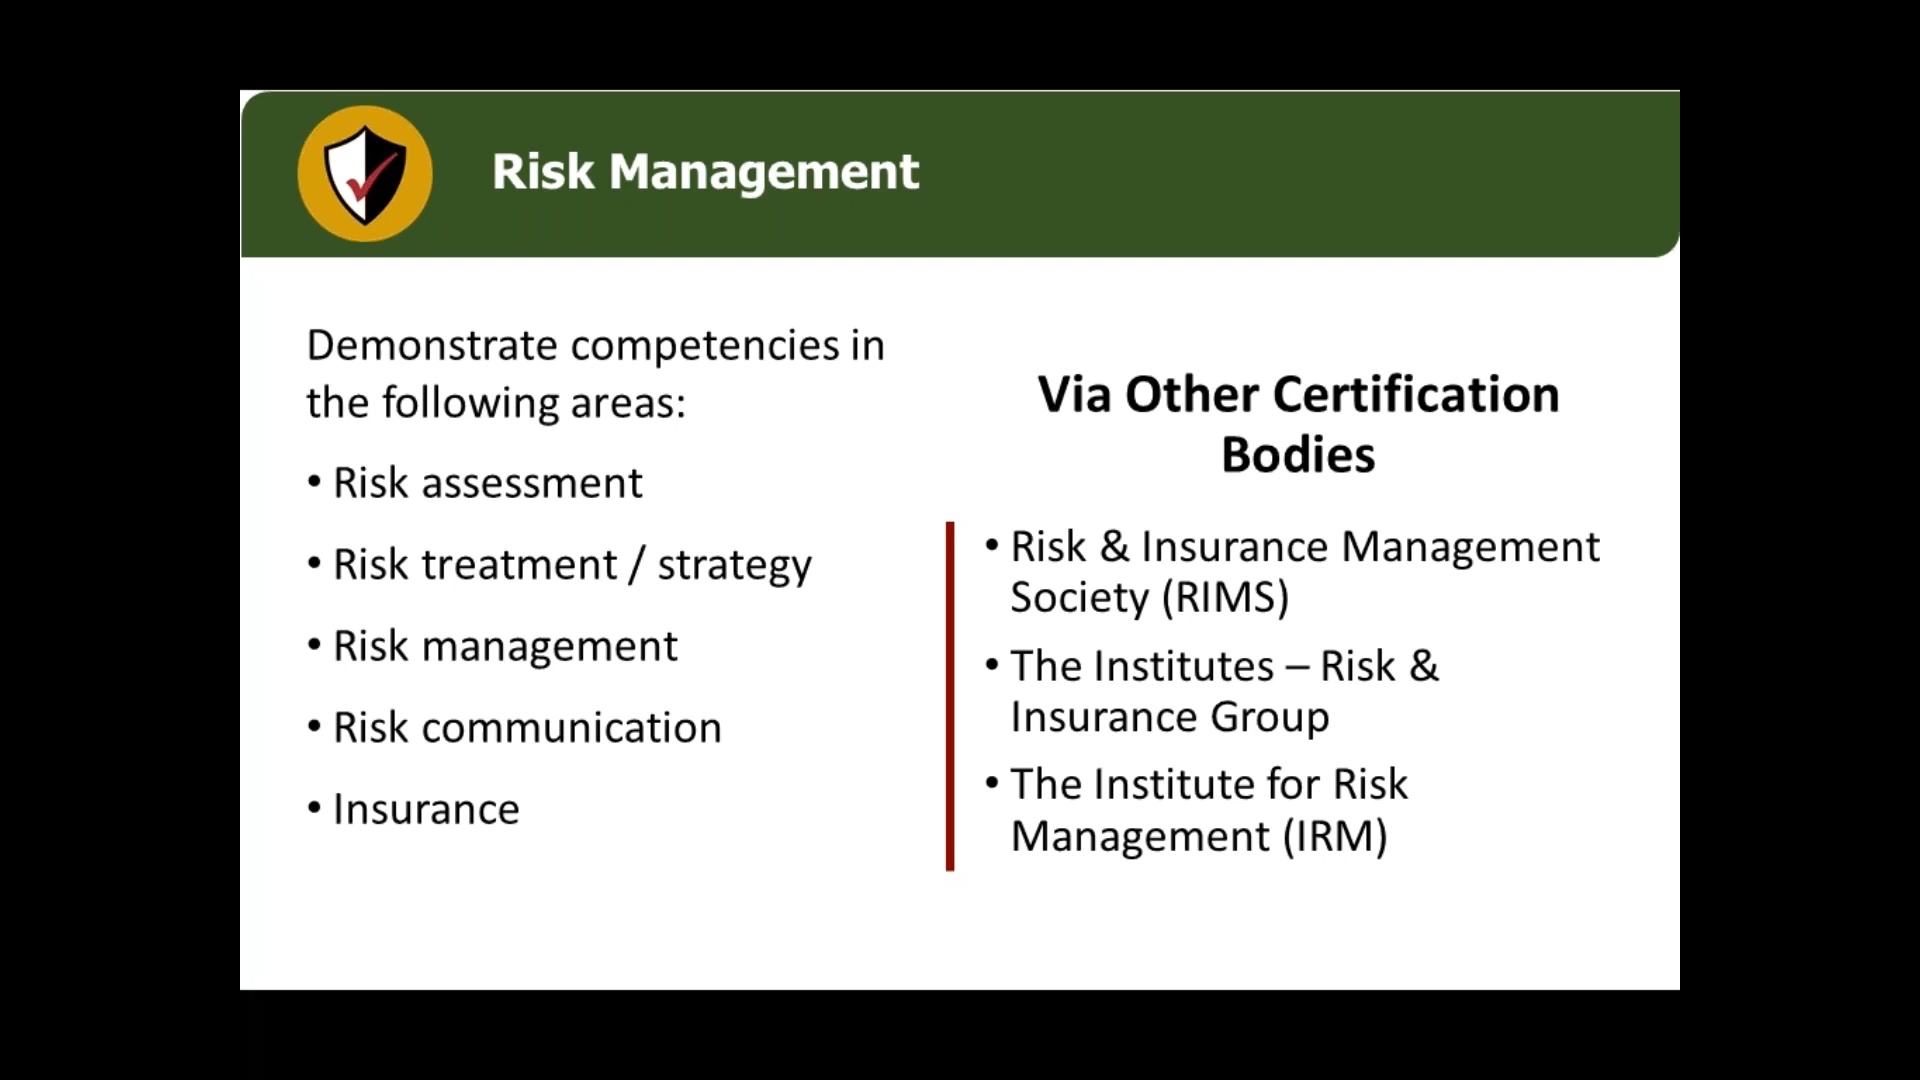 Risk Management
Demonstrate competencies in
the following areas:
• Risk assessment
• Risk treatment / strategy
• Risk management
• Risk communication
• Insurance
Via Other Certification
Bodies
• Risk & Insurance Management
Society (RIMS)
• The Institutes – Risk &
Insurance Group
• The Institute for Risk
Management (IRM)